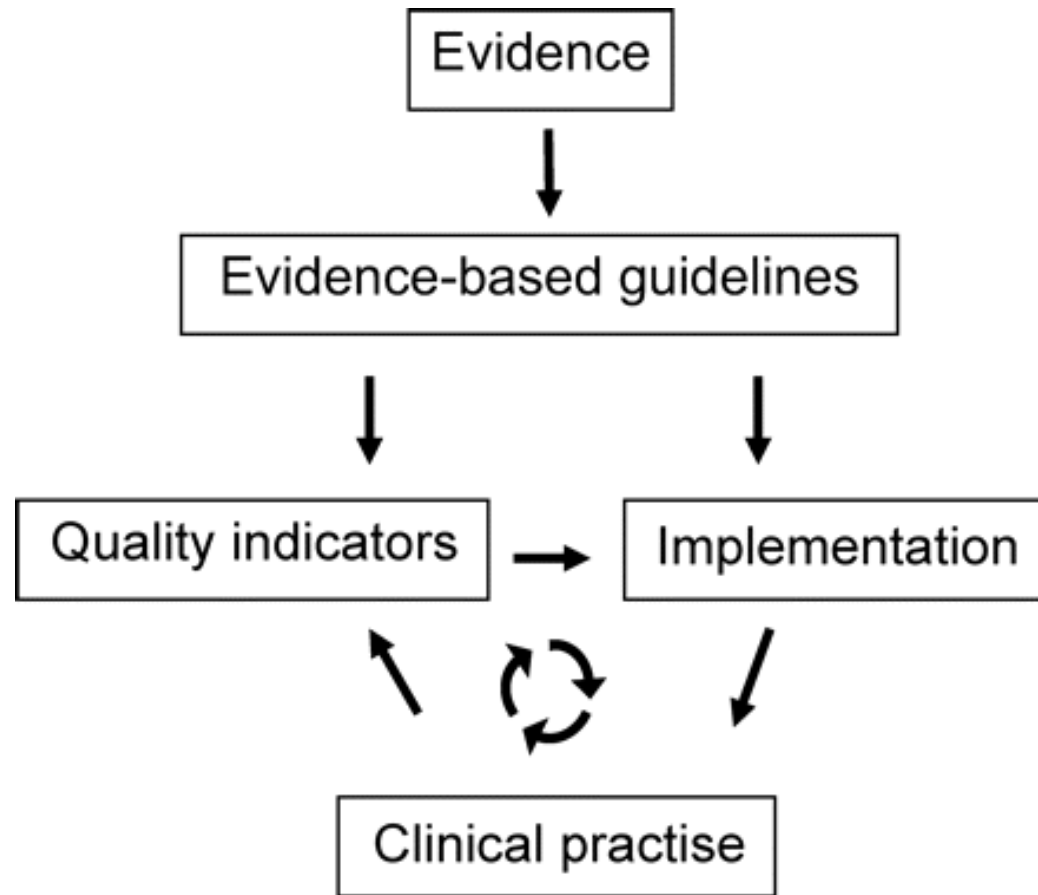 Evidence
Evidence-based guidelines
Quality indicators
Implementation
Clinical practise